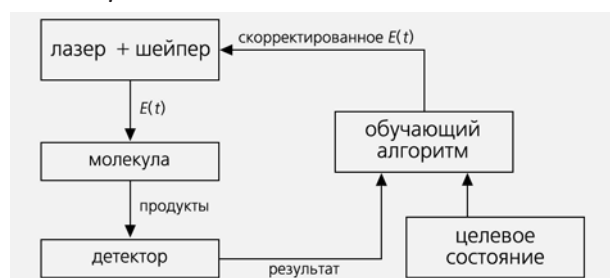 лазер + шейпер
скорректированное E(t)
E(t)
обучающий
алгоритм
молекула
продукты
целевое
состояние
детектор
результат